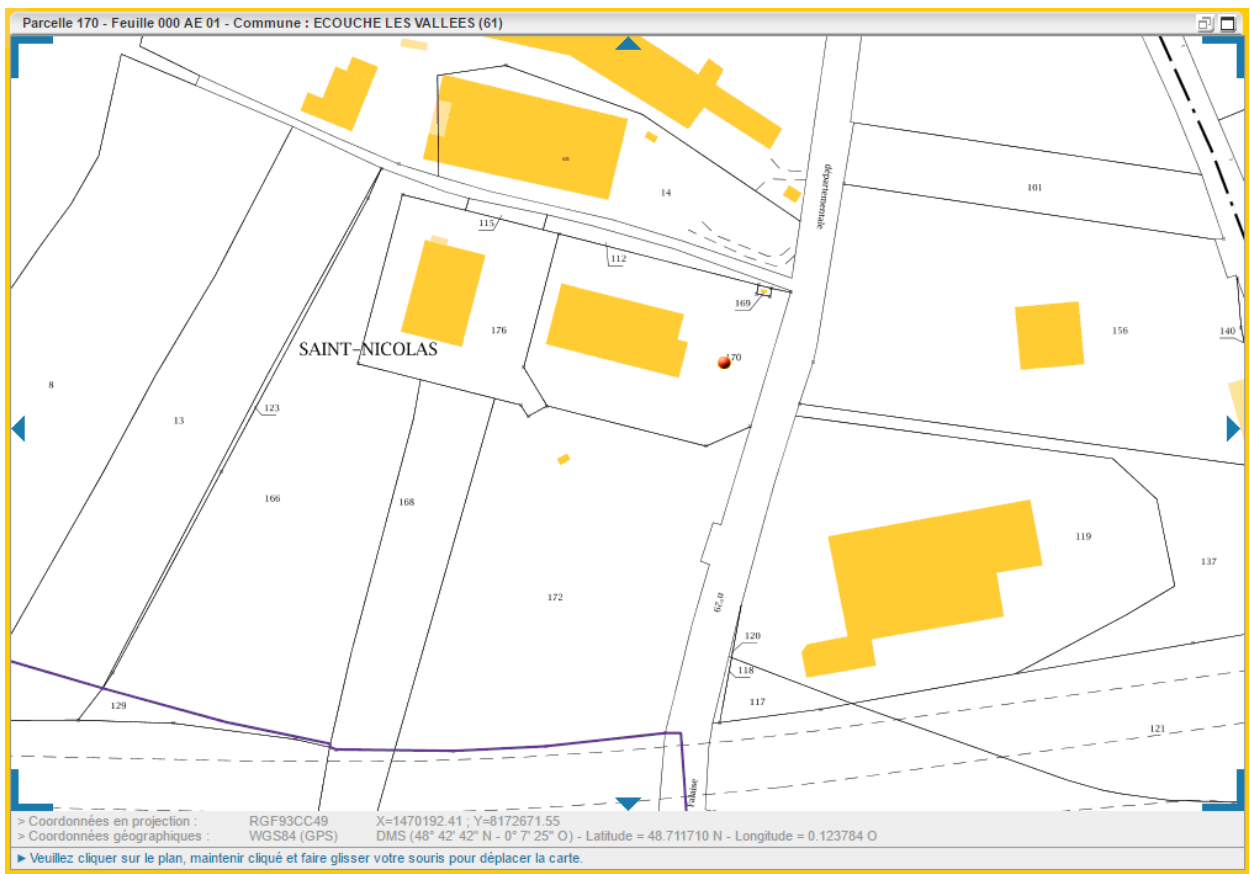 Parcelle 170 - Feuille 000 AE 01 - Commune : ECOUCHE LES VALLEES (61)
départementale
101
14
115
112
169
176
170
156
140
SAINT-NICOLAS
8
123
13
166
168
119
137
172
n°29
120
118
117
129
121
Falaise
> Coordonnées en projection : RGF93CC49 X=1470192.41 ; Y=8172671.55
> Coordonnées géographiques : WGS84 (GPS) DMS (48° 42' 42" N - 0° 7' 25" O) - Latitude = 48.711710 N - Longitude = 0.123784 O
Veuillez cliquer sur le plan, maintenir cliqué et faire glisser votre souris pour déplacer la carte.